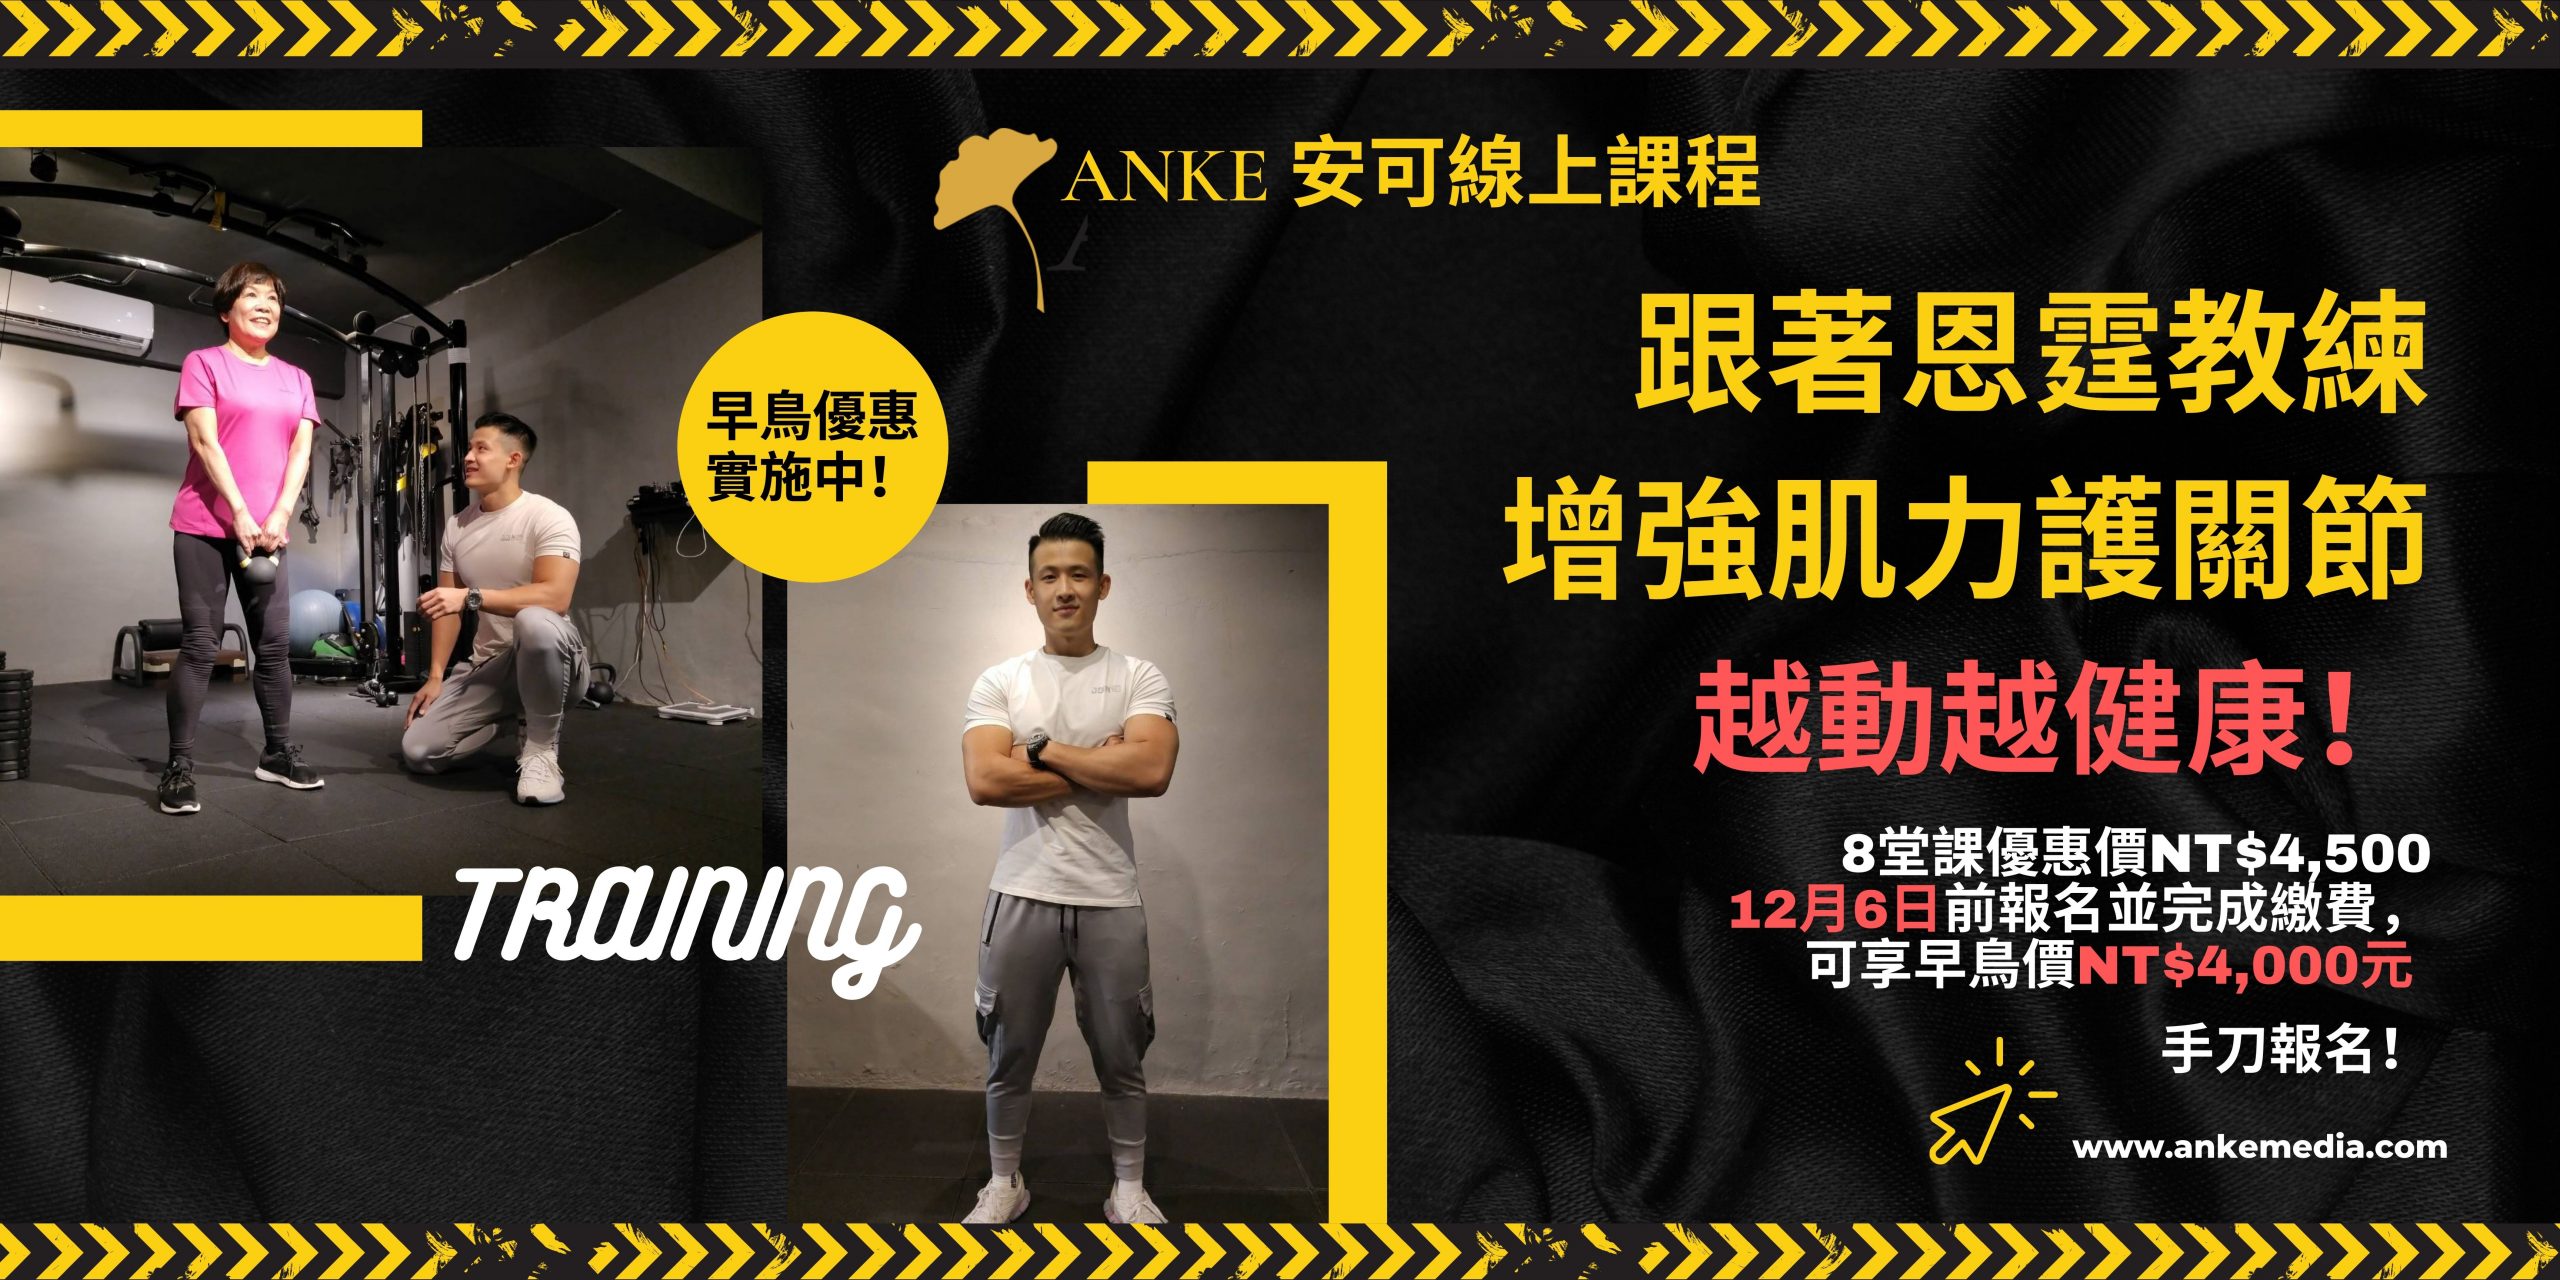 ANKE 安可線上課程
跟著恩霆教練
增強肌力護關節
越動越健康!
早鳥優惠
實施中!
TRAINING
8堂課優惠價NT$4,500
12月6日前報名並完成繳費，
可享早鳥價NT$4,000元
手刀報名!
www.ankemedia.com